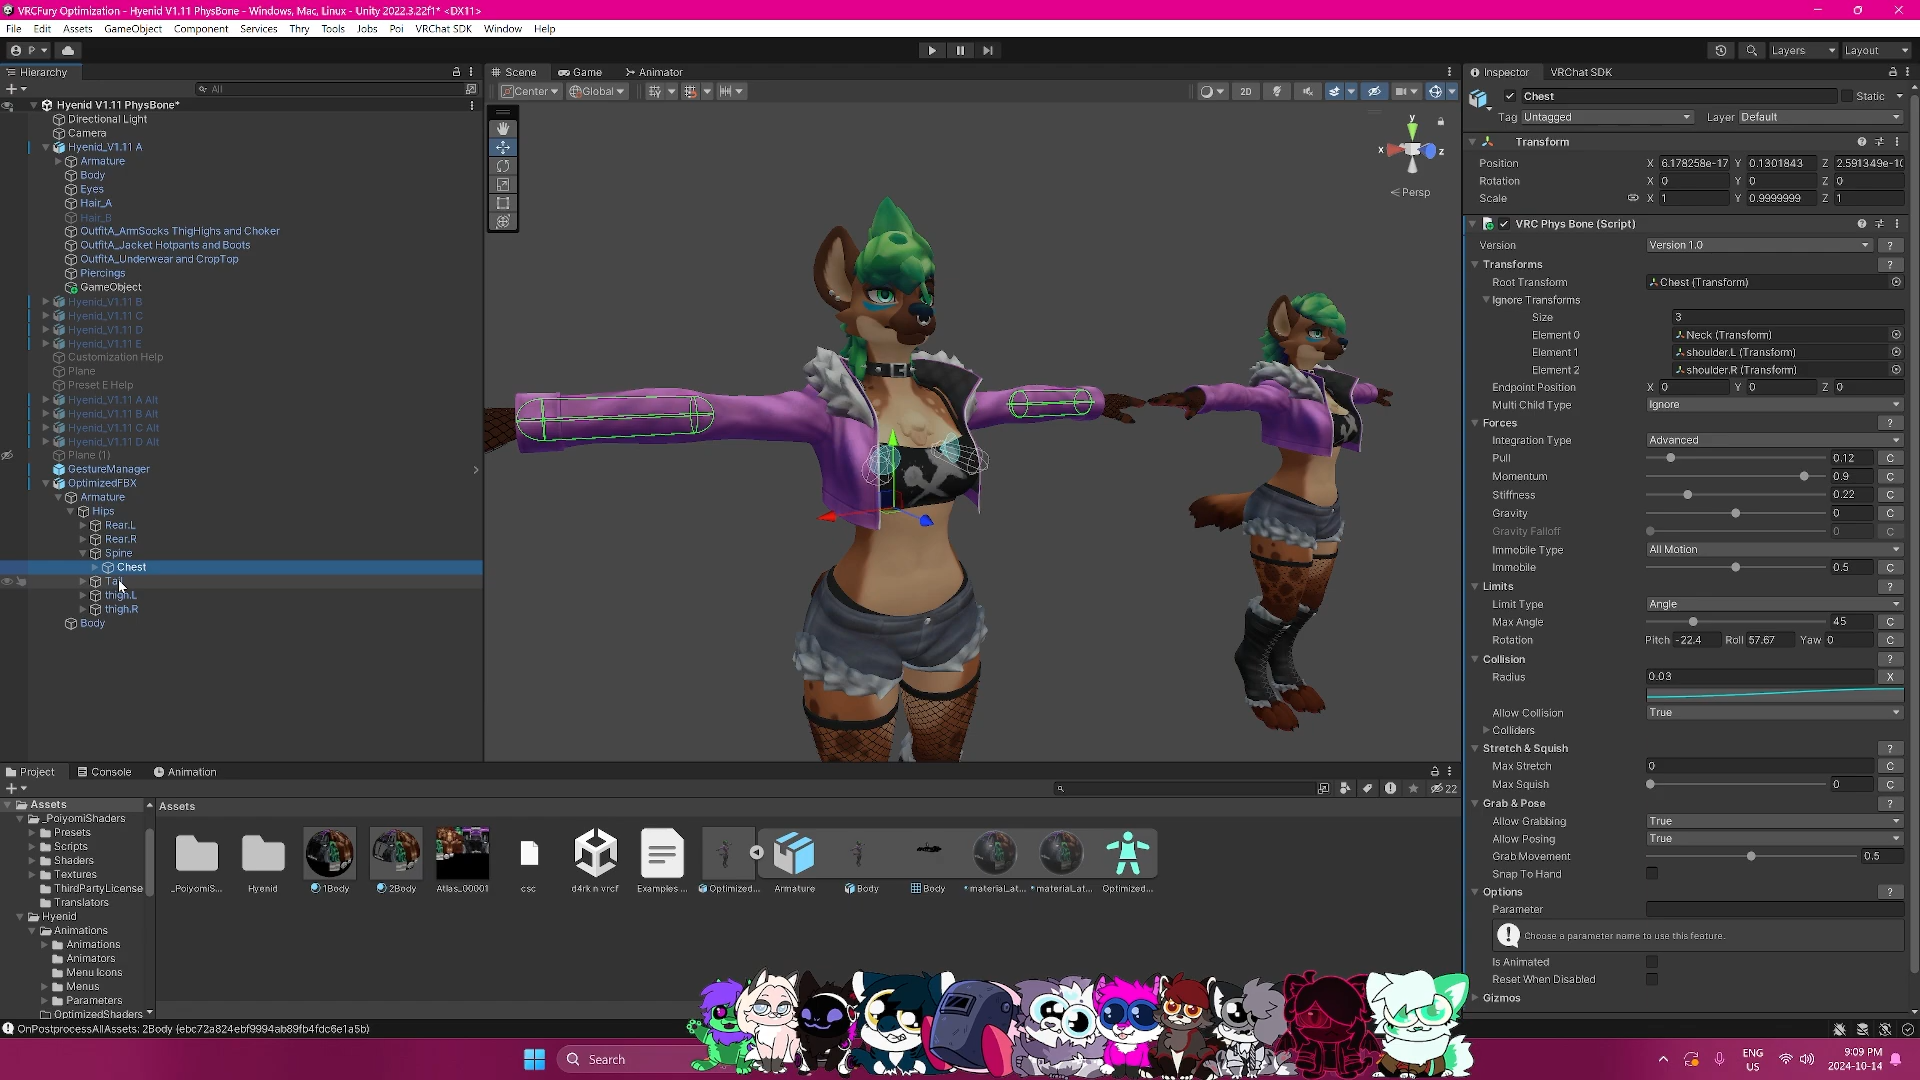 VRCFury Optimization - Hyenid V1.11 PhysBone - Windows, Mac, Linux - Unity 2022.3.22f1* <DX11>
File Edit Assets GameObject Component Services Thry Tools Jobs Poi VRChat SDK Window Help
P Layers Layout
Hierarchy
Scene Game Animator
Inspector VRChat SDK
All
Center Global 2D
Hyenid V1.11 PhysBone*
Directional Light
Camera
Hyenid_V1.11 A
Armature
Body
Eyes
Hair_A
Hair_B
OutfitA_ArmSocks ThigHighs and Choker
OutfitA_Jacket Hotpants and Boots
OutfitA_Underwear and CropTop
Piercings
GameObject
Hyenid_V1.11 B
Hyenid_V1.11 C
Hyenid_V1.11 D
Hyenid_V1.11 E
Customization Help
Plane
Preset E Help
Hyenid_V1.11 A Alt
Hyenid_V1.11 B Alt
Hyenid_V1.11 C Alt
Hyenid_V1.11 D Alt
Plane (1)
GestureManager
OptimizedFBX
Armature
Hips
Rear.L
Rear.R
Spine
Chest
thigh.L
thigh.R
Body
y
x z
Persp
Chest Static
Tag Untagged Layer Default
Transform
Position X 6.178258e-17 Y 0.1301843 Z 2.591349e-10
Rotation X 0 Y 0 Z 0
Scale X 1 Y 0.9999999 Z 1
VRC Phys Bone (Script)
Version Version 1.0 ?
Transforms ?
Root Transform Chest (Transform)
Ignore Transforms
Size 3
Element 0 Neck (Transform)
Element 1 shoulder.L (Transform)
Element 2 shoulder.R (Transform)
Endpoint Position X 0 Y 0 Z 0
Multi Child Type Ignore
Forces ?
Integration Type Advanced
Pull 0.12 C
Momentum 0.9 C
Stiffness 0.22 C
Gravity 0 C
Gravity Falloff 0 C
Immobile Type All Motion
Immobile 0.5 C
Limits ?
Limit Type Angle
Max Angle 45 C
Rotation Pitch -22.4 Roll 57.67 Yaw 0 C
Collision ?
Radius 0.03 X
Allow Collision True
Colliders
Stretch & Squish ?
Max Stretch 0 C
Max Squish 0 C
Grab & Pose ?
Allow Grabbing True
Allow Posing True
Grab Movement 0.5
Snap To Hand
Options ?
Parameter
Choose a parameter name to use this feature.
Is Animated
Reset When Disabled
Gizmos
Project Console Animation
22
Assets
_PoiyomiShaders
Presets
Scripts
Shaders
Textures
ThirdPartyLicense
Translators
Hyenid
Animations
Animations
Animators
Menu Icons
Menus
Parameters
OptimizedShaders
Assets
_PoiyomiS... Hyenid 1Body 2Body Atlas_00001 csc d4rk n vrcf Examples ... Optimized... Armature Body Body materialLat... materialLat... Optimized...
OnPostprocessAllAssets: 2Body {ebc72a824ebf9994ab89fb4fdc6e1a5b}
Search
ENG
US
9:09 PM
2024-10-14